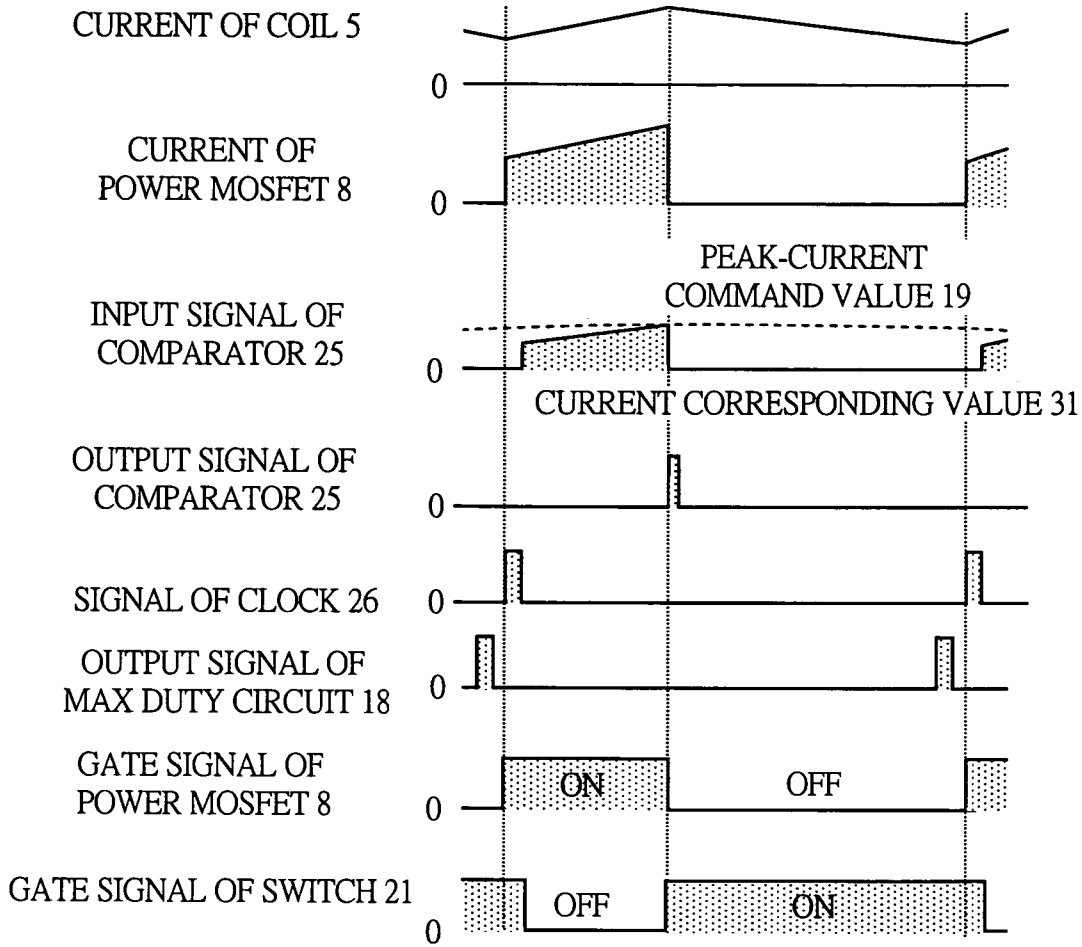 CURRENT OF COIL 5
0
CURRENT OF
POWER MOSFET 8
0
PEAK-CURRENT
COMMAND VALUE 19
INPUT SIGNAL OF
COMPARATOR 25
0
CURRENT CORRESPONDING VALUE 31
OUTPUT SIGNAL OF
COMPARATOR 25
0
SIGNAL OF CLOCK 26
0
OUTPUT SIGNAL OF
MAX DUTY CIRCUIT 18
0
GATE SIGNAL OF
POWER MOSFET 8
0
ON
OFF
GATE SIGNAL OF SWITCH 21
0
OFF
ON